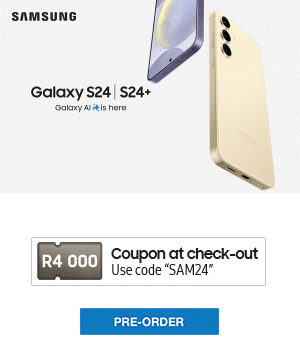 SAMSUNG
Galaxy S24 | S24+
Galaxy AI is here
R4 000
Coupon at check-out
Use code “SAM24”
PRE-ORDER